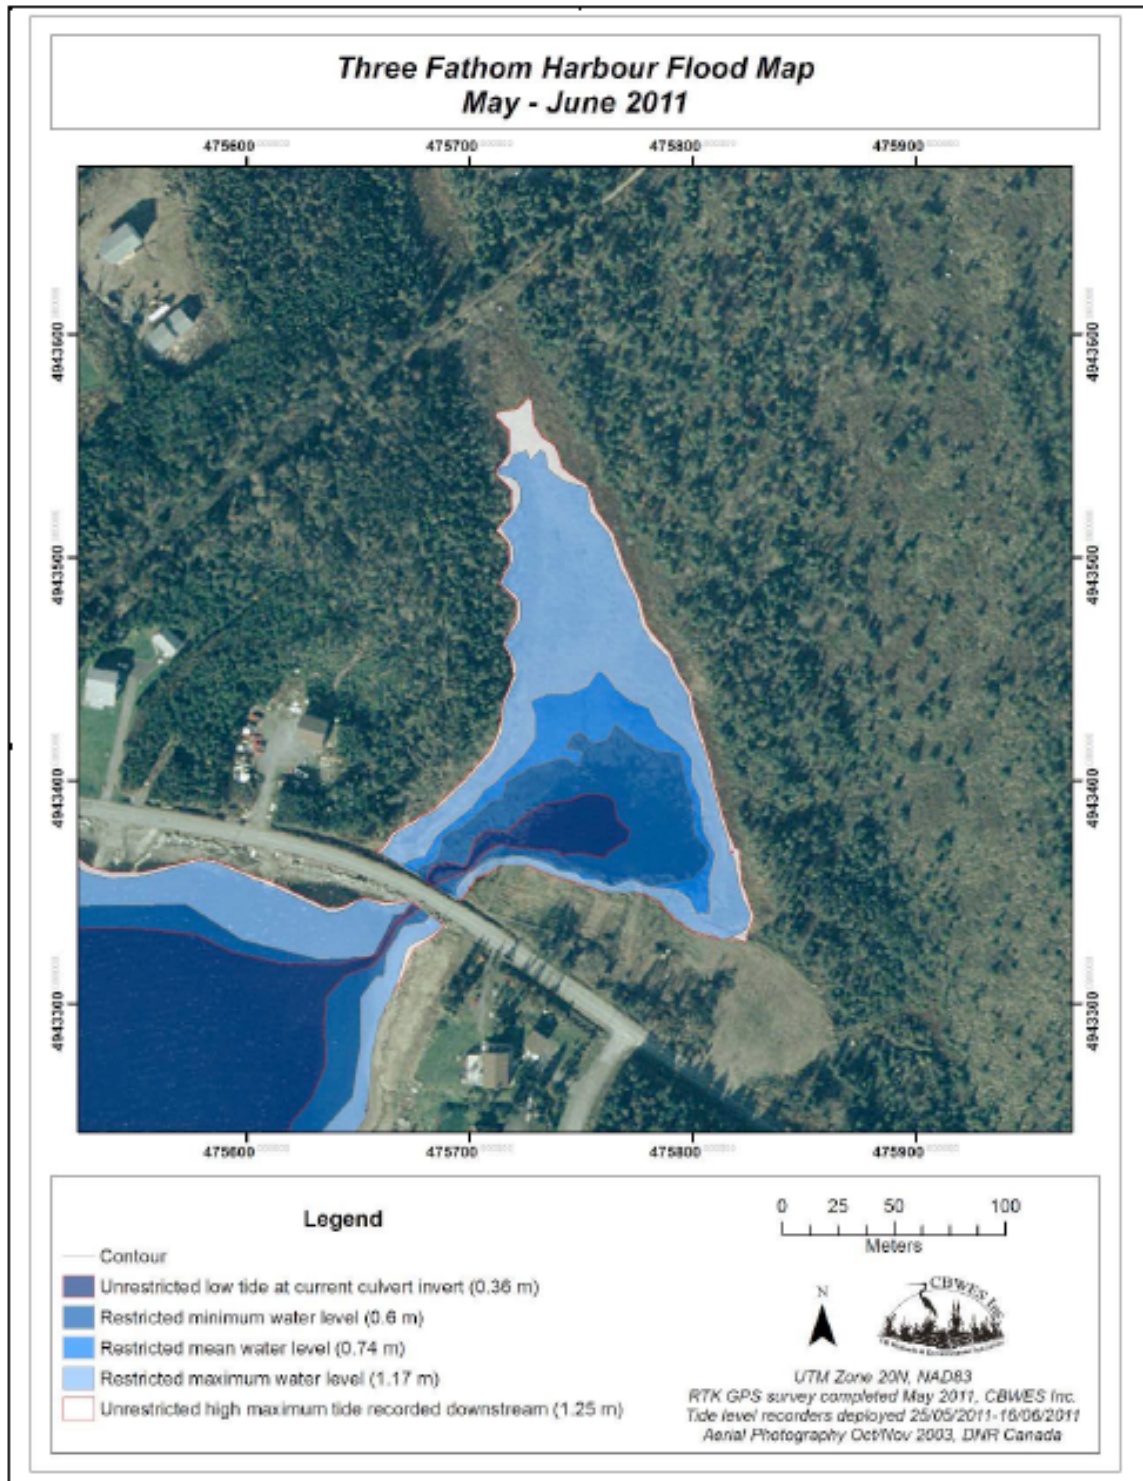 Three Fathom Harbour Flood Map
May - June 2011
475600 475700 475800 475900
4943600 4943600
4943500 4943500
4943400 4943400
4943300 4943300
475600 475700 475800 475900
Legend
Contour
Unrestricted low tide at current culvert invert (0.36 m)
Restricted minimum water level (0.6 m)
Restricted mean water level (0.74 m)
Restricted maximum water level (1.17 m)
Unrestricted high maximum tide recorded downstream (1.25 m)
0 25 50 100
Meters
N
CBWES Inc.
UTM Zone 20N, NAD83
RTK GPS survey completed May 2011, CBWES Inc.
Tide level recorders deployed 25/05/2011-16/06/2011
Aerial Photography Oct/Nov 2003, DNR Canada